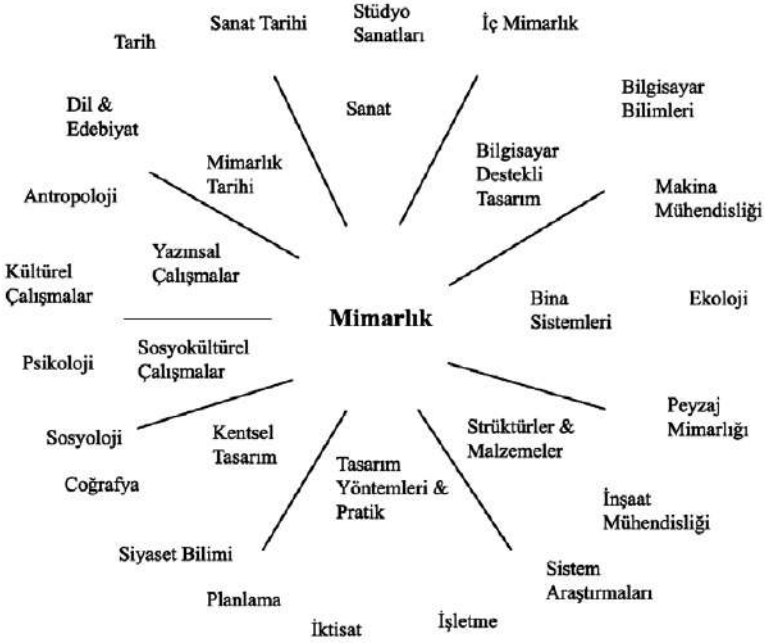 Sanat Tarihi
Stüdyo
Sanatları
İç Mimarlık
Tarih
Bilgisayar
Bilimleri
Dil &
Edebiyat
Sanat
Mimarlık
Tarihi
Bilgisayar
Destekli
Tasarım
Antropoloji
Makina
Mühendisliği
Kültürel
Çalışmalar
Yazınsal
Çalışmalar
Bina
Sistemleri
Ekoloji
Mimarlık
Psikoloji
Sosyokültürel
Çalışmalar
Peyzaj
Mimarlığı
Sosyoloji
Kentsel
Tasarım
Strüktürler &
Malzemeler
Coğrafya
Tasarım
Yöntemleri &
Pratik
İnşaat
Mühendisliği
Siyaset Bilimi
Sistem
Araştırmaları
Planlama
İktisat
İşletme